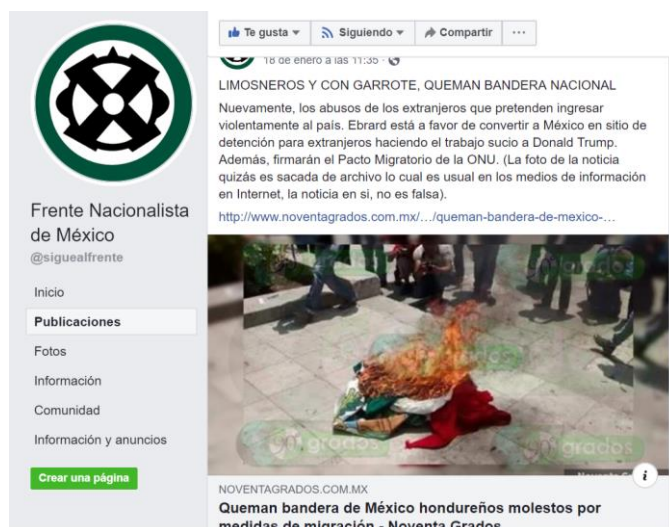 Te gusta
Siguiendo
Compartir
18 de enero a las 11:35
LIMOSNEROS Y CON GARROTE, QUEMAN BANDERA NACIONAL
Nuevamente, los abusos de los extranjeros que pretenden ingresar
violentamente al país. Ebrard está a favor de convertir a México en sitio de
detención para extranjeros haciendo el trabajo sucio a Donald Trump.
Además, firmarán el Pacto Migratorio de la ONU. (La foto de la noticia
quizás es sacada de archivo lo cual es usual en los medios de información
en Internet, la noticia en si, no es falsa).
http://www.noventagrados.com.mx/.../queman-bandera-de-mexico-...
Frente Nacionalista
de México
@siguealfrente
Inicio
Publicaciones
Fotos
Información
Comunidad
Información y anuncios
Crear una página
90 grados
grados
NOVENTAGRADOS.COM.MX
Queman bandera de México hondureños molestos por
medidas de migración - Noventa Grados